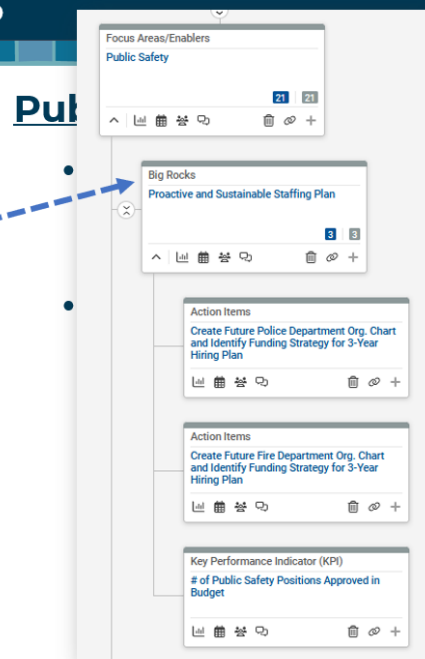 Focus Areas/Enablers
Public Safety
21 21
Pub
Big Rocks
Proactive and Sustainable Staffing Plan
3 3
Action Items
Create Future Police Department Org. Chart
and Identify Funding Strategy for 3-Year
Hiring Plan
Action Items
Create Future Fire Department Org. Chart
and Identify Funding Strategy for 3-Year
Hiring Plan
Key Performance Indicator (KPI)
# of Public Safety Positions Approved in
Budget